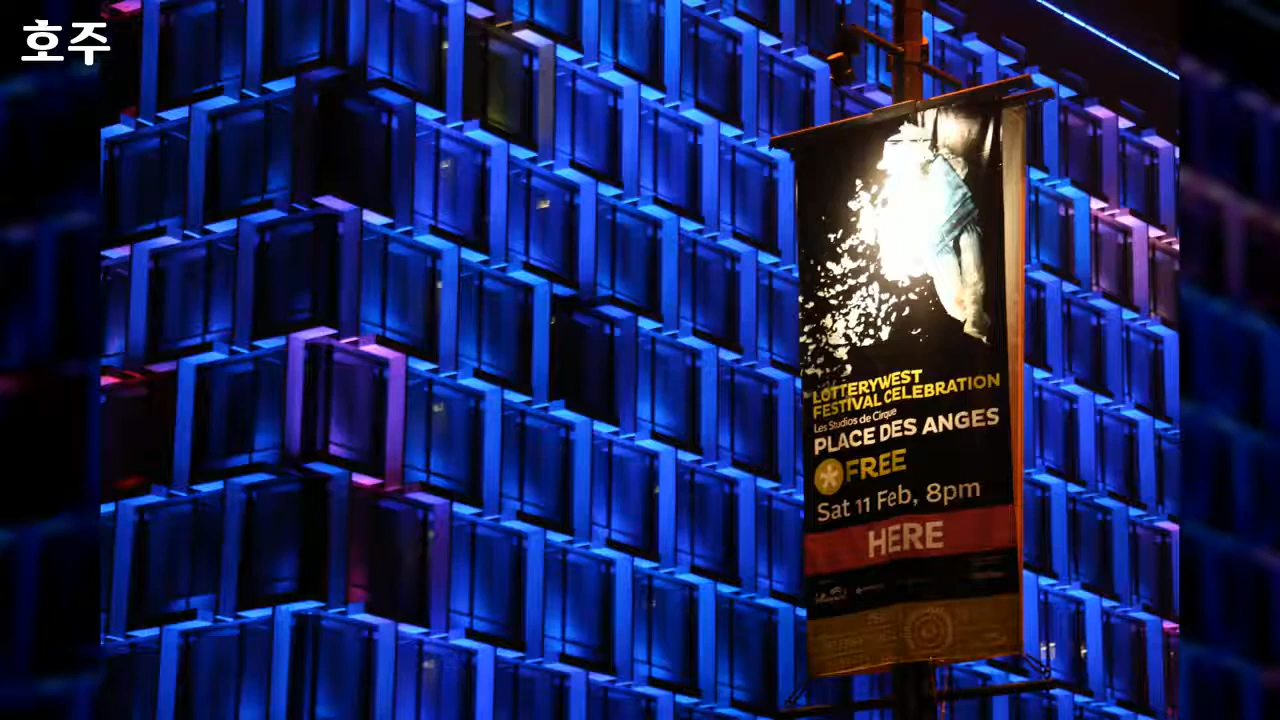 호주
LOTTERYWEST
FESTIVAL CELEBRATION
Les Studios de Cirque
PLACE DES ANGES
FREE
Sat 11 Feb, 8pm
HERE